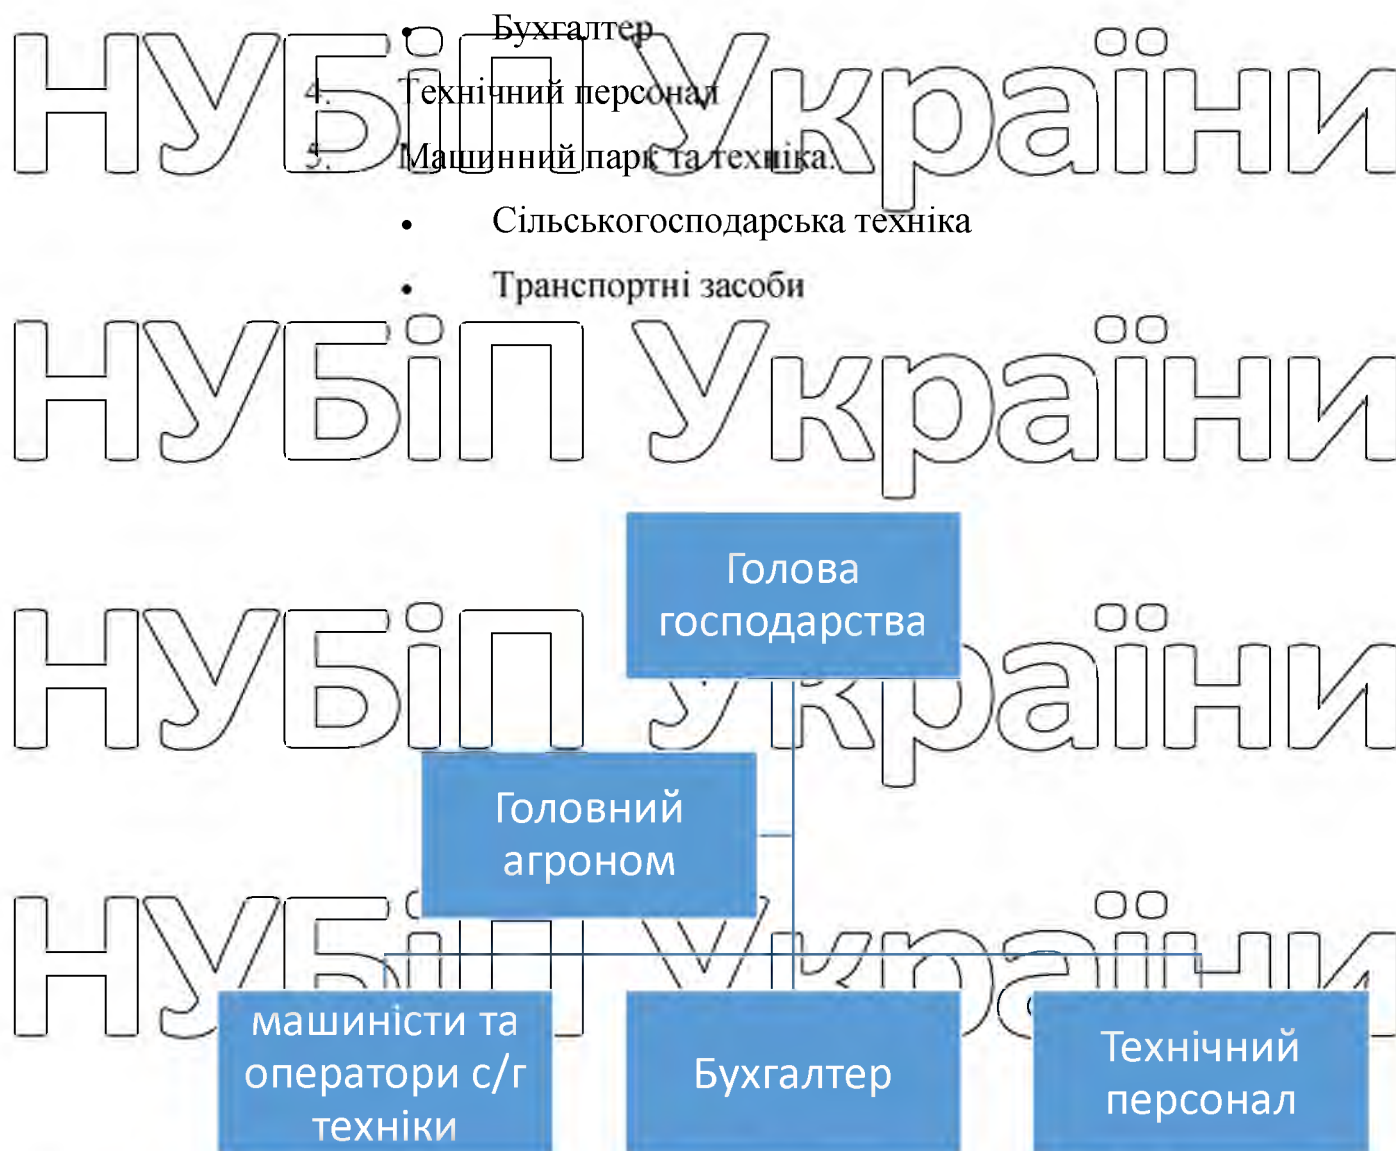 • Бухгалтер
4. Технічний персонал
5. Машинний парк та техніка.
• Сільськогосподарська техніка
• Транспортні засоби
НУБіП України
НУБіП України
НУБіП України
НУБіП України
Голова
господарства
Головний
агроном
машиністи та
оператори с/г
техніки
Бухгалтер
Технічний
персонал